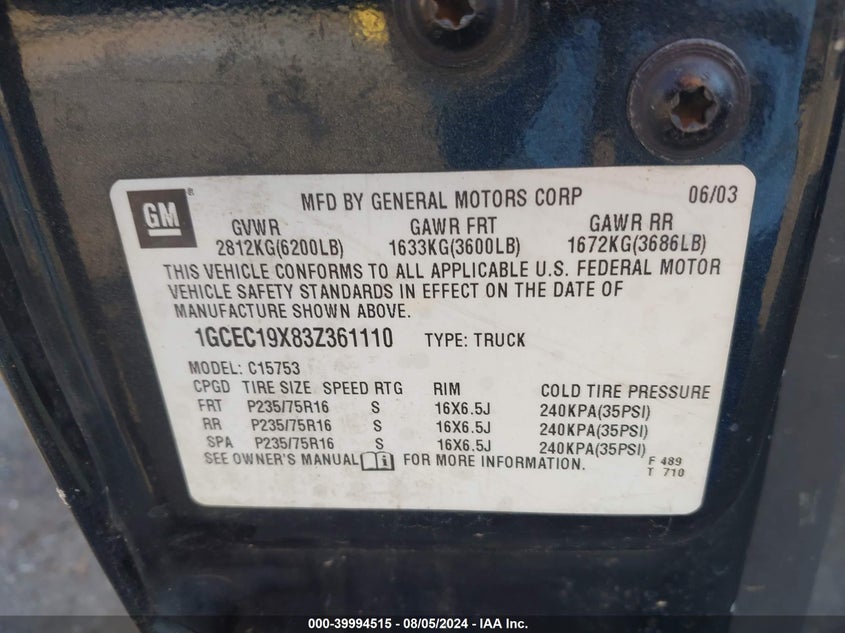 GM® MFD BY GENERAL MOTORS CORP 06/03
GVWR GAWR FRT GAWR RR
2812KG(6200LB) 1633KG(3600LB) 1672KG(3686LB)
THIS VEHICLE CONFORMS TO ALL APPLICABLE U.S. FEDERAL MOTOR
VEHICLE SAFETY STANDARDS IN EFFECT ON THE DATE OF
MANUFACTURE SHOWN ABOVE.
1GCEC19X83Z361110 TYPE: TRUCK
MODEL: C15753
CPGD TIRE SIZE SPEED RTG RIM COLD TIRE PRESSURE
FRT P235/75R16 S 16X6.5J 240KPA(35PSI)
RR P235/75R16 S 16X6.5J 240KPA(35PSI)
SPA P235/75R16 S 16X6.5J 240KPA(35PSI)
SEE OWNER'S MANUAL FOR MORE INFORMATION.
F 489
T 710
000-39994515 - 08/05/2024 - IAA Inc.